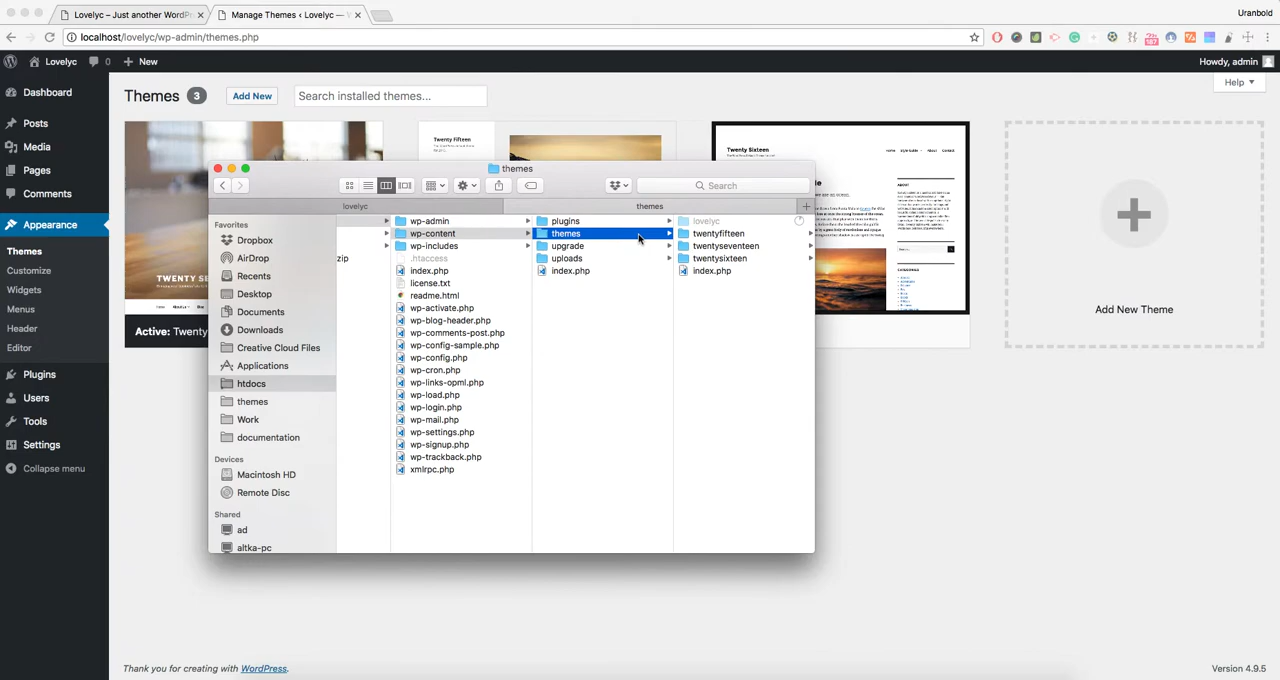 Lovelyc – Just another WordPr
Manage Themes ‹ Lovelyc — W
Uranbold
localhost/lovelyc/wp-admin/themes.php
Lovelyc
0
New
Howdy, admin
Dashboard
Posts
Media
Pages
Comments
Appearance
Themes
Customize
Widgets
Menus
Header
Editor
Plugins
Users
Tools
Settings
Collapse menu
Themes 3
Add New
Search installed themes...
Help
Active: Twenty
Twenty Fifteen
Twenty Sixteen
ABOUT
CATEGORIES
Add New Theme
themes
Search
lovelyc
themes
Favorites
Dropbox
AirDrop
Recents
Desktop
Documents
Downloads
Creative Cloud Files
Applications
htdocs
themes
Work
documentation
Devices
Macintosh HD
Remote Disc
Shared
ad
altka-pc
zip
wp-admin
wp-content
wp-includes
.htaccess
index.php
license.txt
readme.html
wp-activate.php
wp-blog-header.php
wp-comments-post.php
wp-config-sample.php
wp-config.php
wp-cron.php
wp-links-opml.php
wp-load.php
wp-login.php
wp-mail.php
wp-settings.php
wp-signup.php
wp-trackback.php
xmlrpc.php
plugins
themes
upgrade
uploads
index.php
lovelyc
twentyfifteen
twentyseventeen
twentysixteen
index.php
Thank you for creating with WordPress.
Version 4.9.5